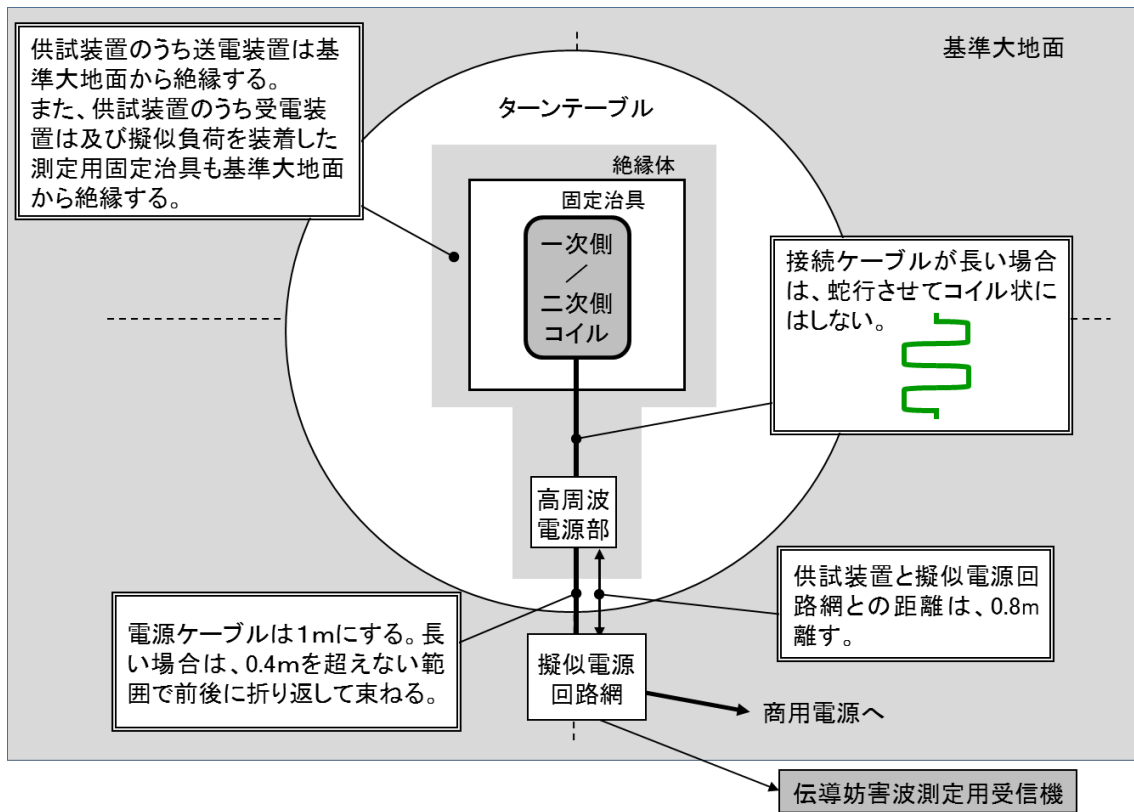 供試装置のうち送電装置は基
準大地面から絶縁する。
また、供試装置のうち受電装
置は及び擬似負荷を装着した
測定用固定治具も基準大地面
から絶縁する。
基準大地面
ターンテーブル
絶縁体
固定治具
一次側
／
二次側
コイル
接続ケーブルが長い場合
は、蛇行させてコイル状に
はしない。
高周波
電源部
供試装置と擬似電源回
路網との距離は、0.8m
離す。
電源ケーブルは１ｍにする。長
い場合は、0.4ｍを超えない範
囲で前後に折り返して束ねる。
擬似電源
回路網
商用電源へ
伝導妨害波測定用受信機